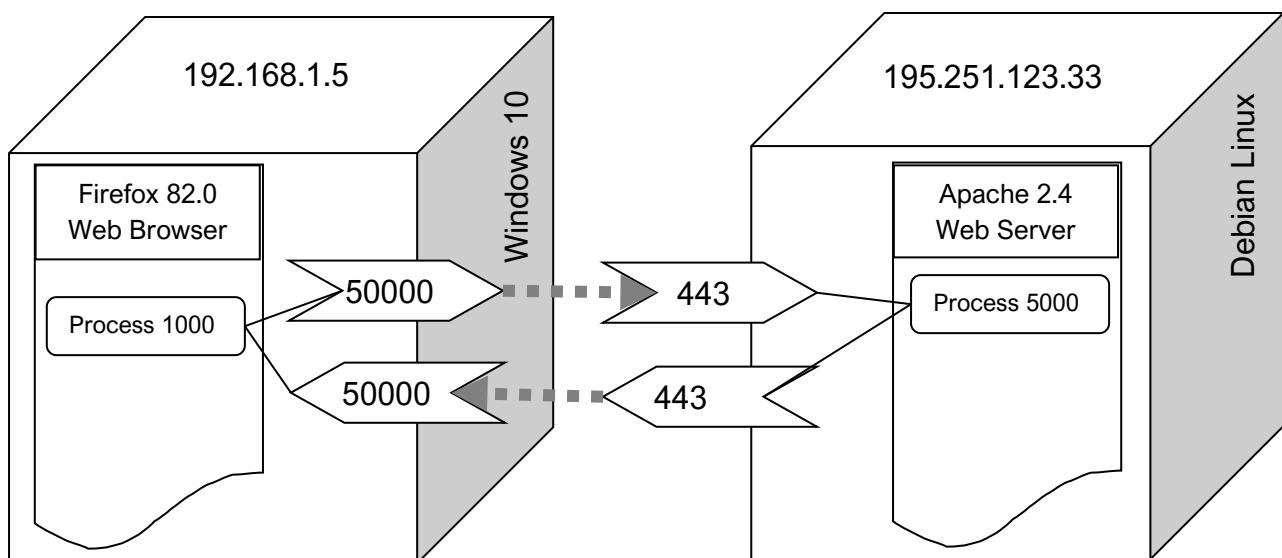 192.168.1.5
Windows 10
Firefox 82.0
Web Browser
Process 1000
50000
50000
195.251.123.33
Debian Linux
Apache 2.4
Web Server
Process 5000
443
443